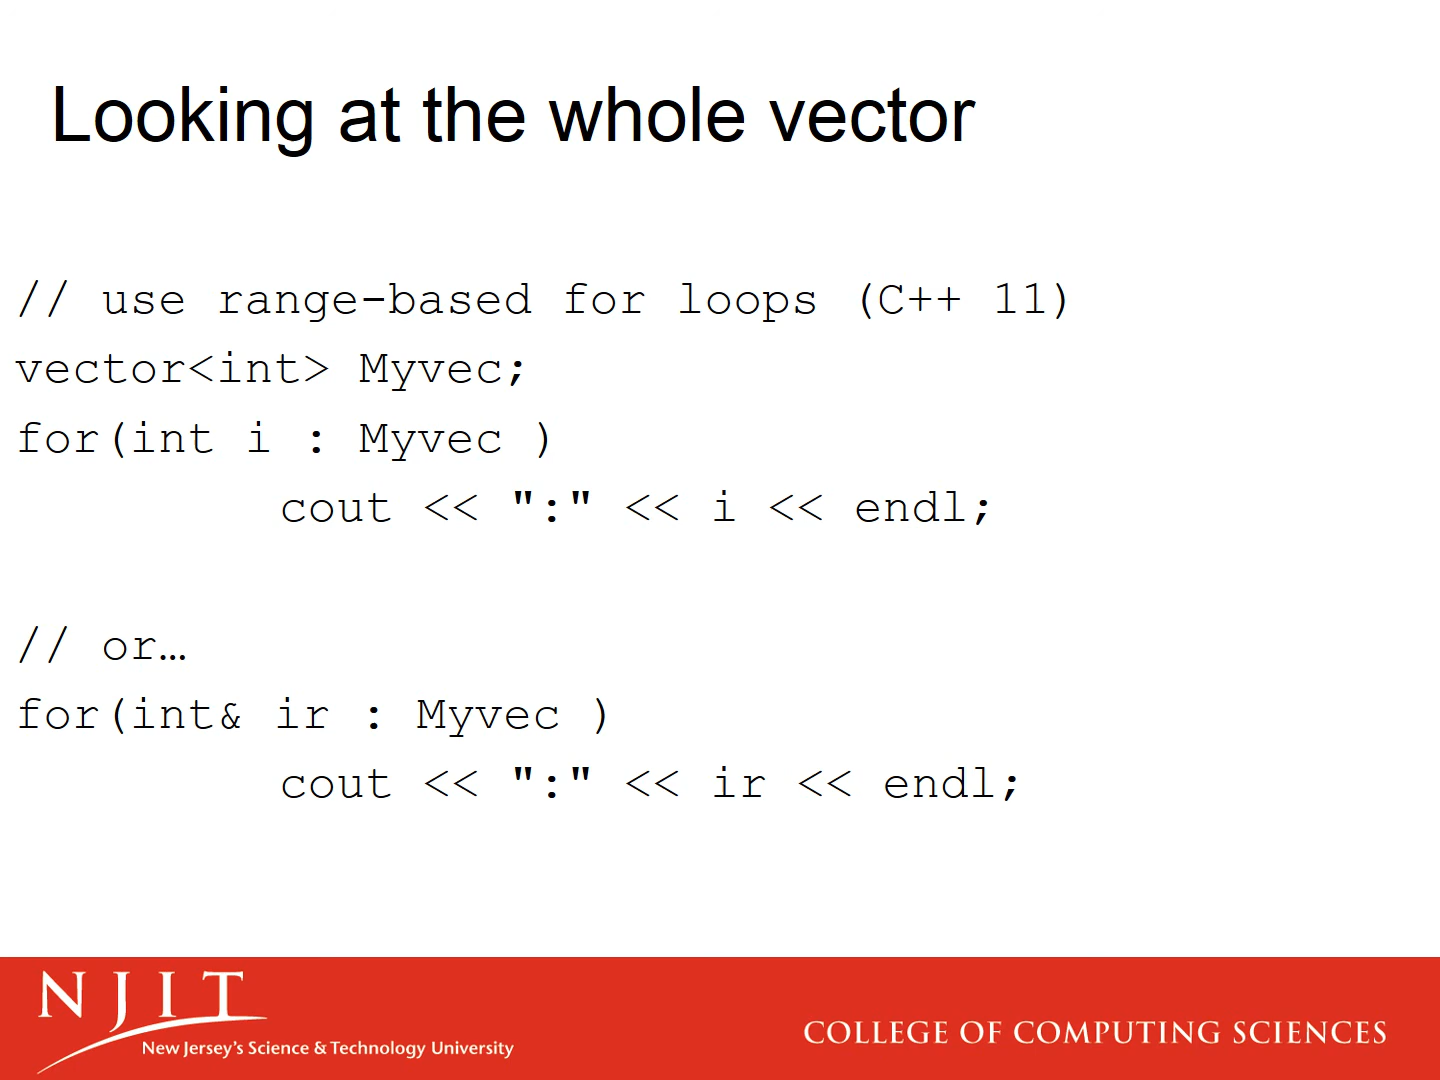 Looking at the whole vector
// use range-based for loops (C++ 11)
vector<int> Myvec;
for(int i : Myvec )
cout << ":" << i << endl;
// or…
for(int& ir : Myvec )
cout << ":" << ir << endl;
NJIT
New Jersey's Science & Technology University
COLLEGE OF COMPUTING SCIENCES